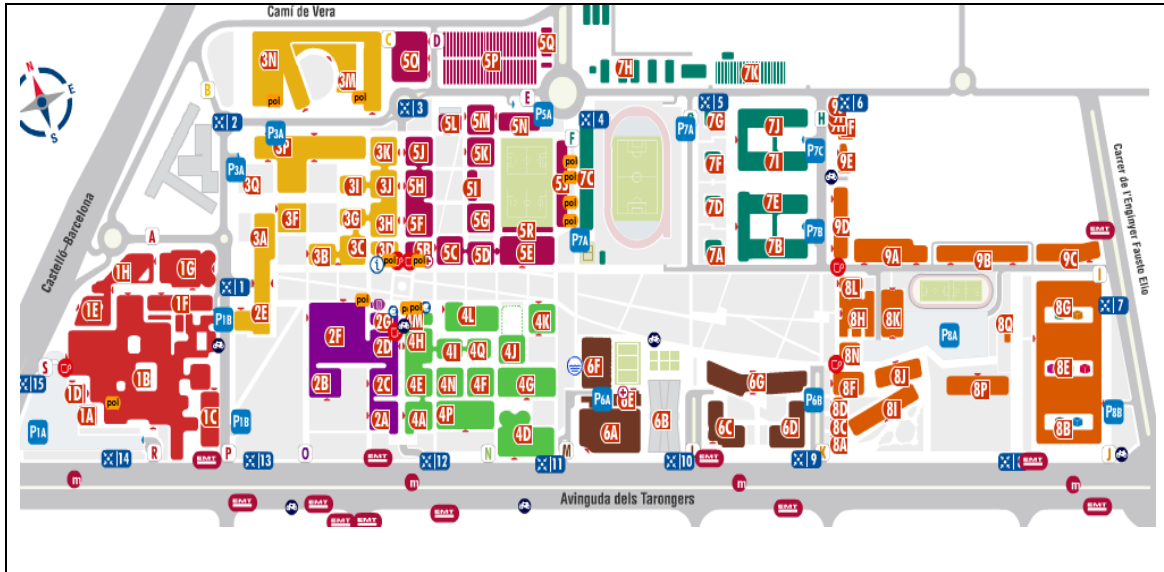 Camí de Vera
C
D
3N
5O
5P
5Q
3M
poi
poi
7H
7K
N
E
S
B
2
3
E
P5A
4
5
6
5L
5M
5N
P3A
3P
F
P7A
7G
7J
H
3K
5J
5K
7C
7F
7I
P7C
9E
P3A
3Q
3I
3J
5H
5I
poi
poi
poi
poi
3F
3G
3H
5F
5G
7D
7E
3A
5R
9D
A
3B
3C
3D
5B
5C
5D
5E
P7A
7A
7B
P7B
EMT
1H
1G
i
poi
poi
9A
9B
9C
I
Castelló-Barcelona
Carrer de l'Enginyer Fausto Elio
1
1E
1F
2E
P1B
poi
poi
2F
2G
4M
4L
4K
8L
8H
8K
8G
7
8Q
P8A
2D
4H
4I
4Q
4J
S
15
1B
1D
1A
poi
1C
2B
2C
4E
4N
4F
4G
6F
6G
8N
8J
8E
8F
8P
P1A
P1B
2A
4A
4P
4D
P6A
6E
6A
6B
6C
6D
P6B
8D
8I
8C
8A
8B
P8B
14
R
EMT
P
13
O
EMT
12
N
11
M
10
L
EMT
9
K
EMT
J
m
m
m
m
Avinguda dels Tarongers
EMT
EMT
EMT
EMT
EMT
EMT
EMT